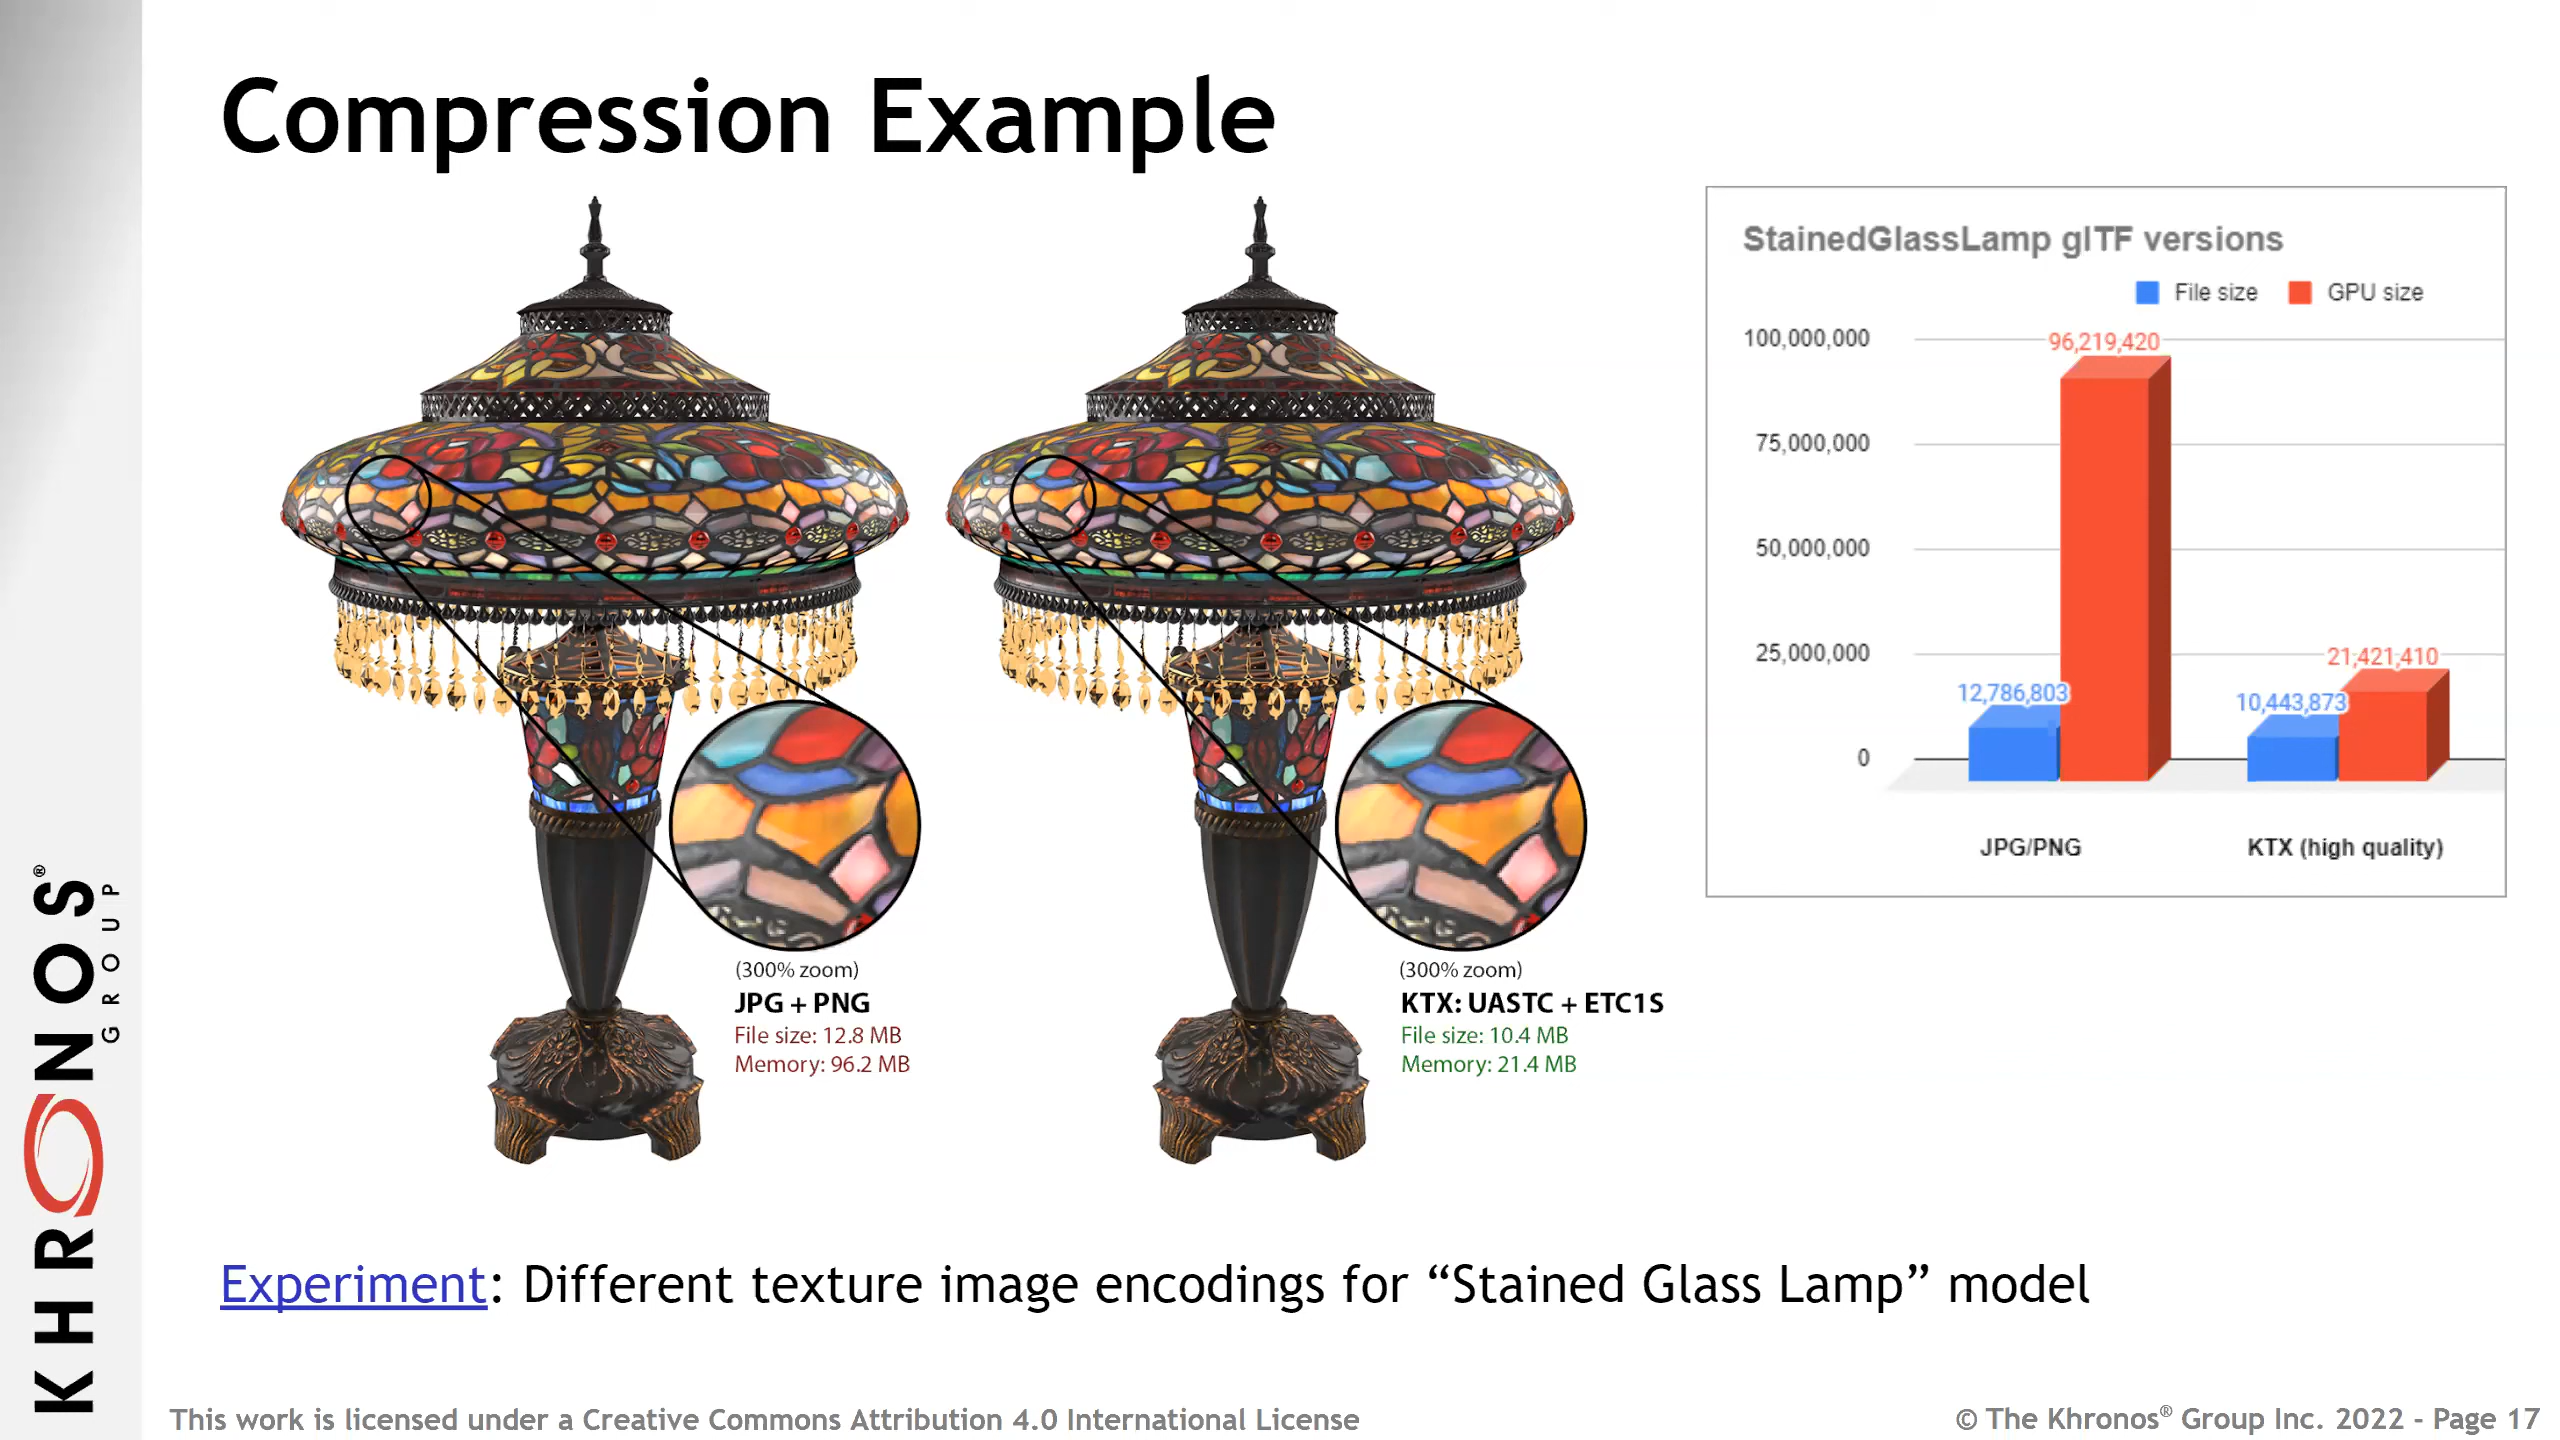 Compression Example
(300% zoom)
JPG + PNG
File size: 12.8 MB
Memory: 96.2 MB
(300% zoom)
KTX: UASTC + ETC1S
File size: 10.4 MB
Memory: 21.4 MB
StainedGlassLamp glTF versions
File size GPU size
100,000,000
75,000,000
50,000,000
25,000,000
0
96,219,420
12,786,803
21,421,410
10,443,873
JPG/PNG KTX (high quality)
Experiment: Different texture image encodings for “Stained Glass Lamp” model
KHRONOS®
GROUP
This work is licensed under a Creative Commons Attribution 4.0 International License
© The Khronos® Group Inc. 2022 - Page 17